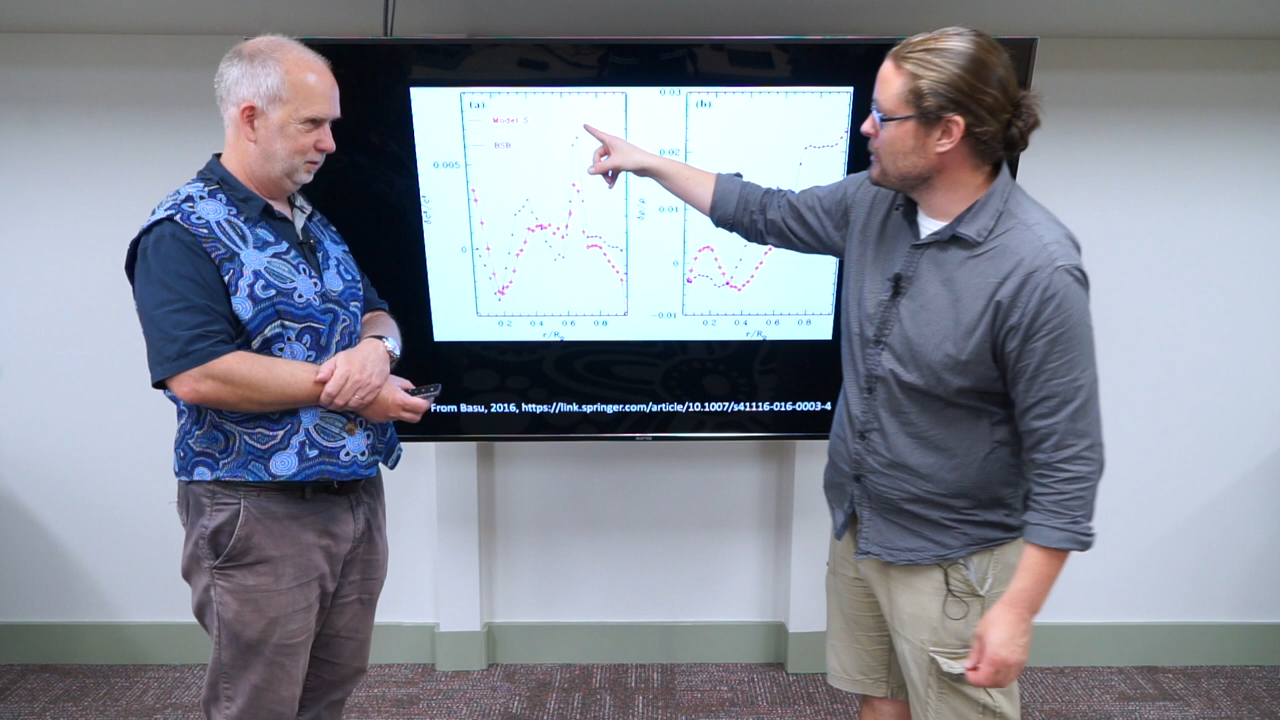 (a)
Model S
BSB
0.005
0
0.2 0.4 0.6 0.8
r/R
(b)
0.03
0.02
0.01
0
-0.01
0.2 0.4 0.6 0.8
r/R
From Basu, 2016, https://link.springer.com/article/10.1007/s41116-016-0003-4